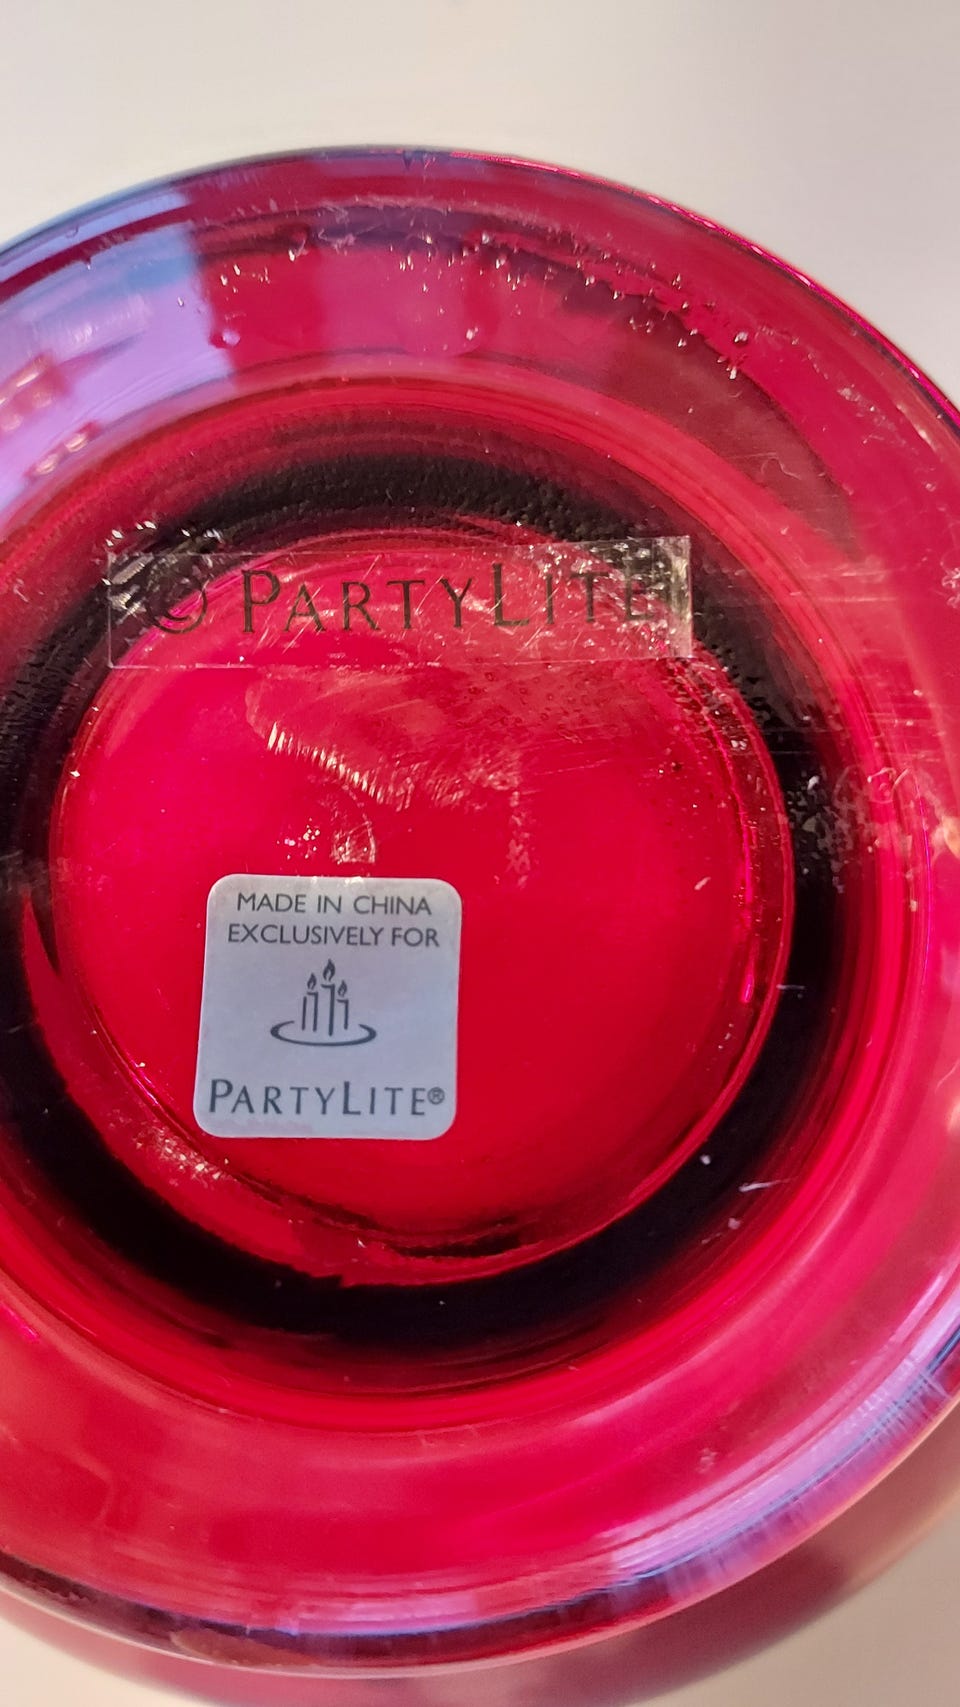 © PARTYLITE
MADE IN CHINA
EXCLUSIVELY FOR
PARTYLITE®